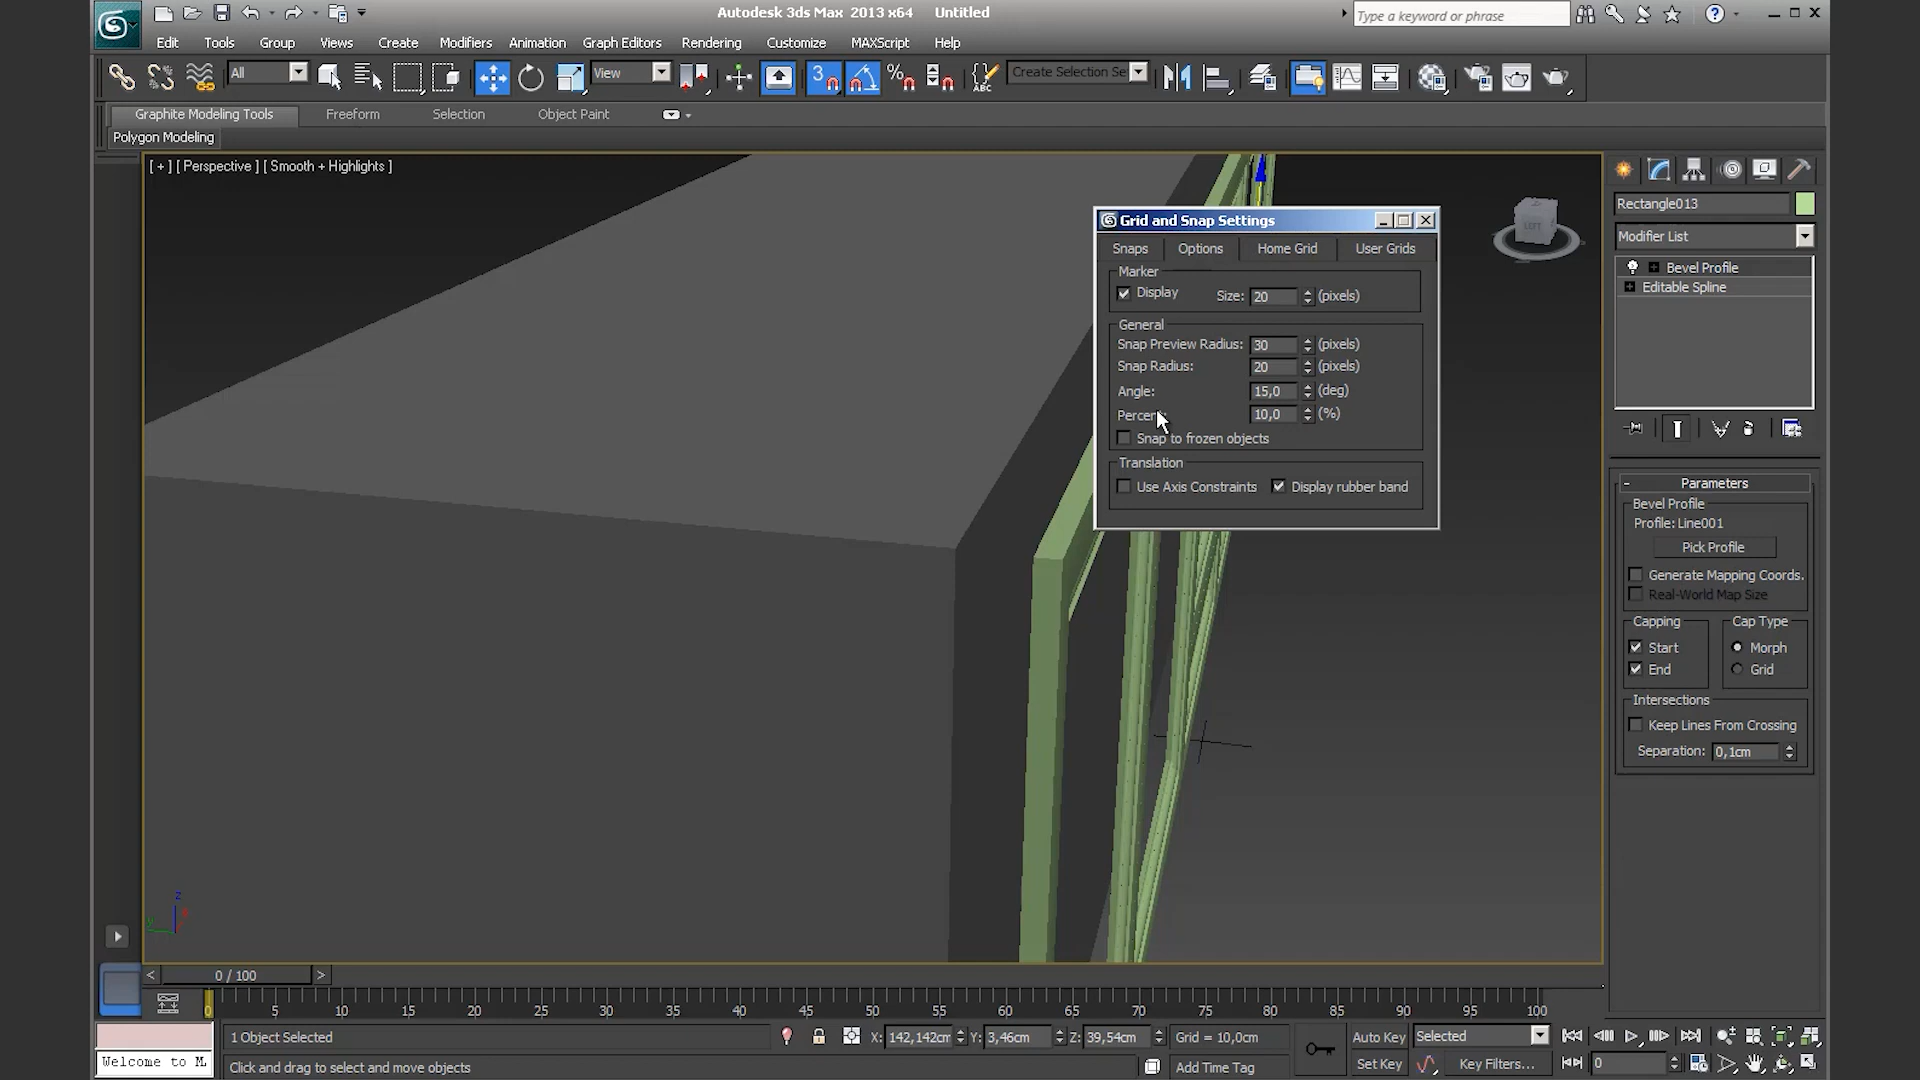 Autodesk 3ds Max 2013 x64 Untitled
Type a keyword or phrase
Edit Tools Group Views Create Modifiers Animation Graph Editors Rendering Customize MAXScript Help
All
View
3
%
ABC
Create Selection Se
Graphite Modeling Tools Freeform Selection Object Paint
Polygon Modeling
[ + ] [ Perspective ] [ Smooth + Highlights ]
LEFT
Grid and Snap Settings
Snaps Options Home Grid User Grids
Marker
Display Size: 20 (pixels)
General
Snap Preview Radius: 30 (pixels)
Snap Radius: 20 (pixels)
Angle: 15,0 (deg)
Percent: 10,0 (%)
Snap to frozen objects
Translation
Use Axis Constraints Display rubber band
Rectangle013
Modifier List
Bevel Profile
Editable Spline
- Parameters
Bevel Profile
Profile: Line001
Pick Profile
Generate Mapping Coords.
Real-World Map Size
Capping Cap Type
Start Morph
End Grid
Intersections
Keep Lines From Crossing
Separation: 0,1cm
z
< 0 / 100 >
0 5 10 15 20 25 30 35 40 45 50 55 60 65 70 75 80 85 90 95 100
1 Object Selected X: 142,142cm Y: 3,46cm Z: 39,54cm Grid = 10,0cm Auto Key Selected
Welcome to M. Click and drag to select and move objects Add Time Tag Set Key Key Filters... 0